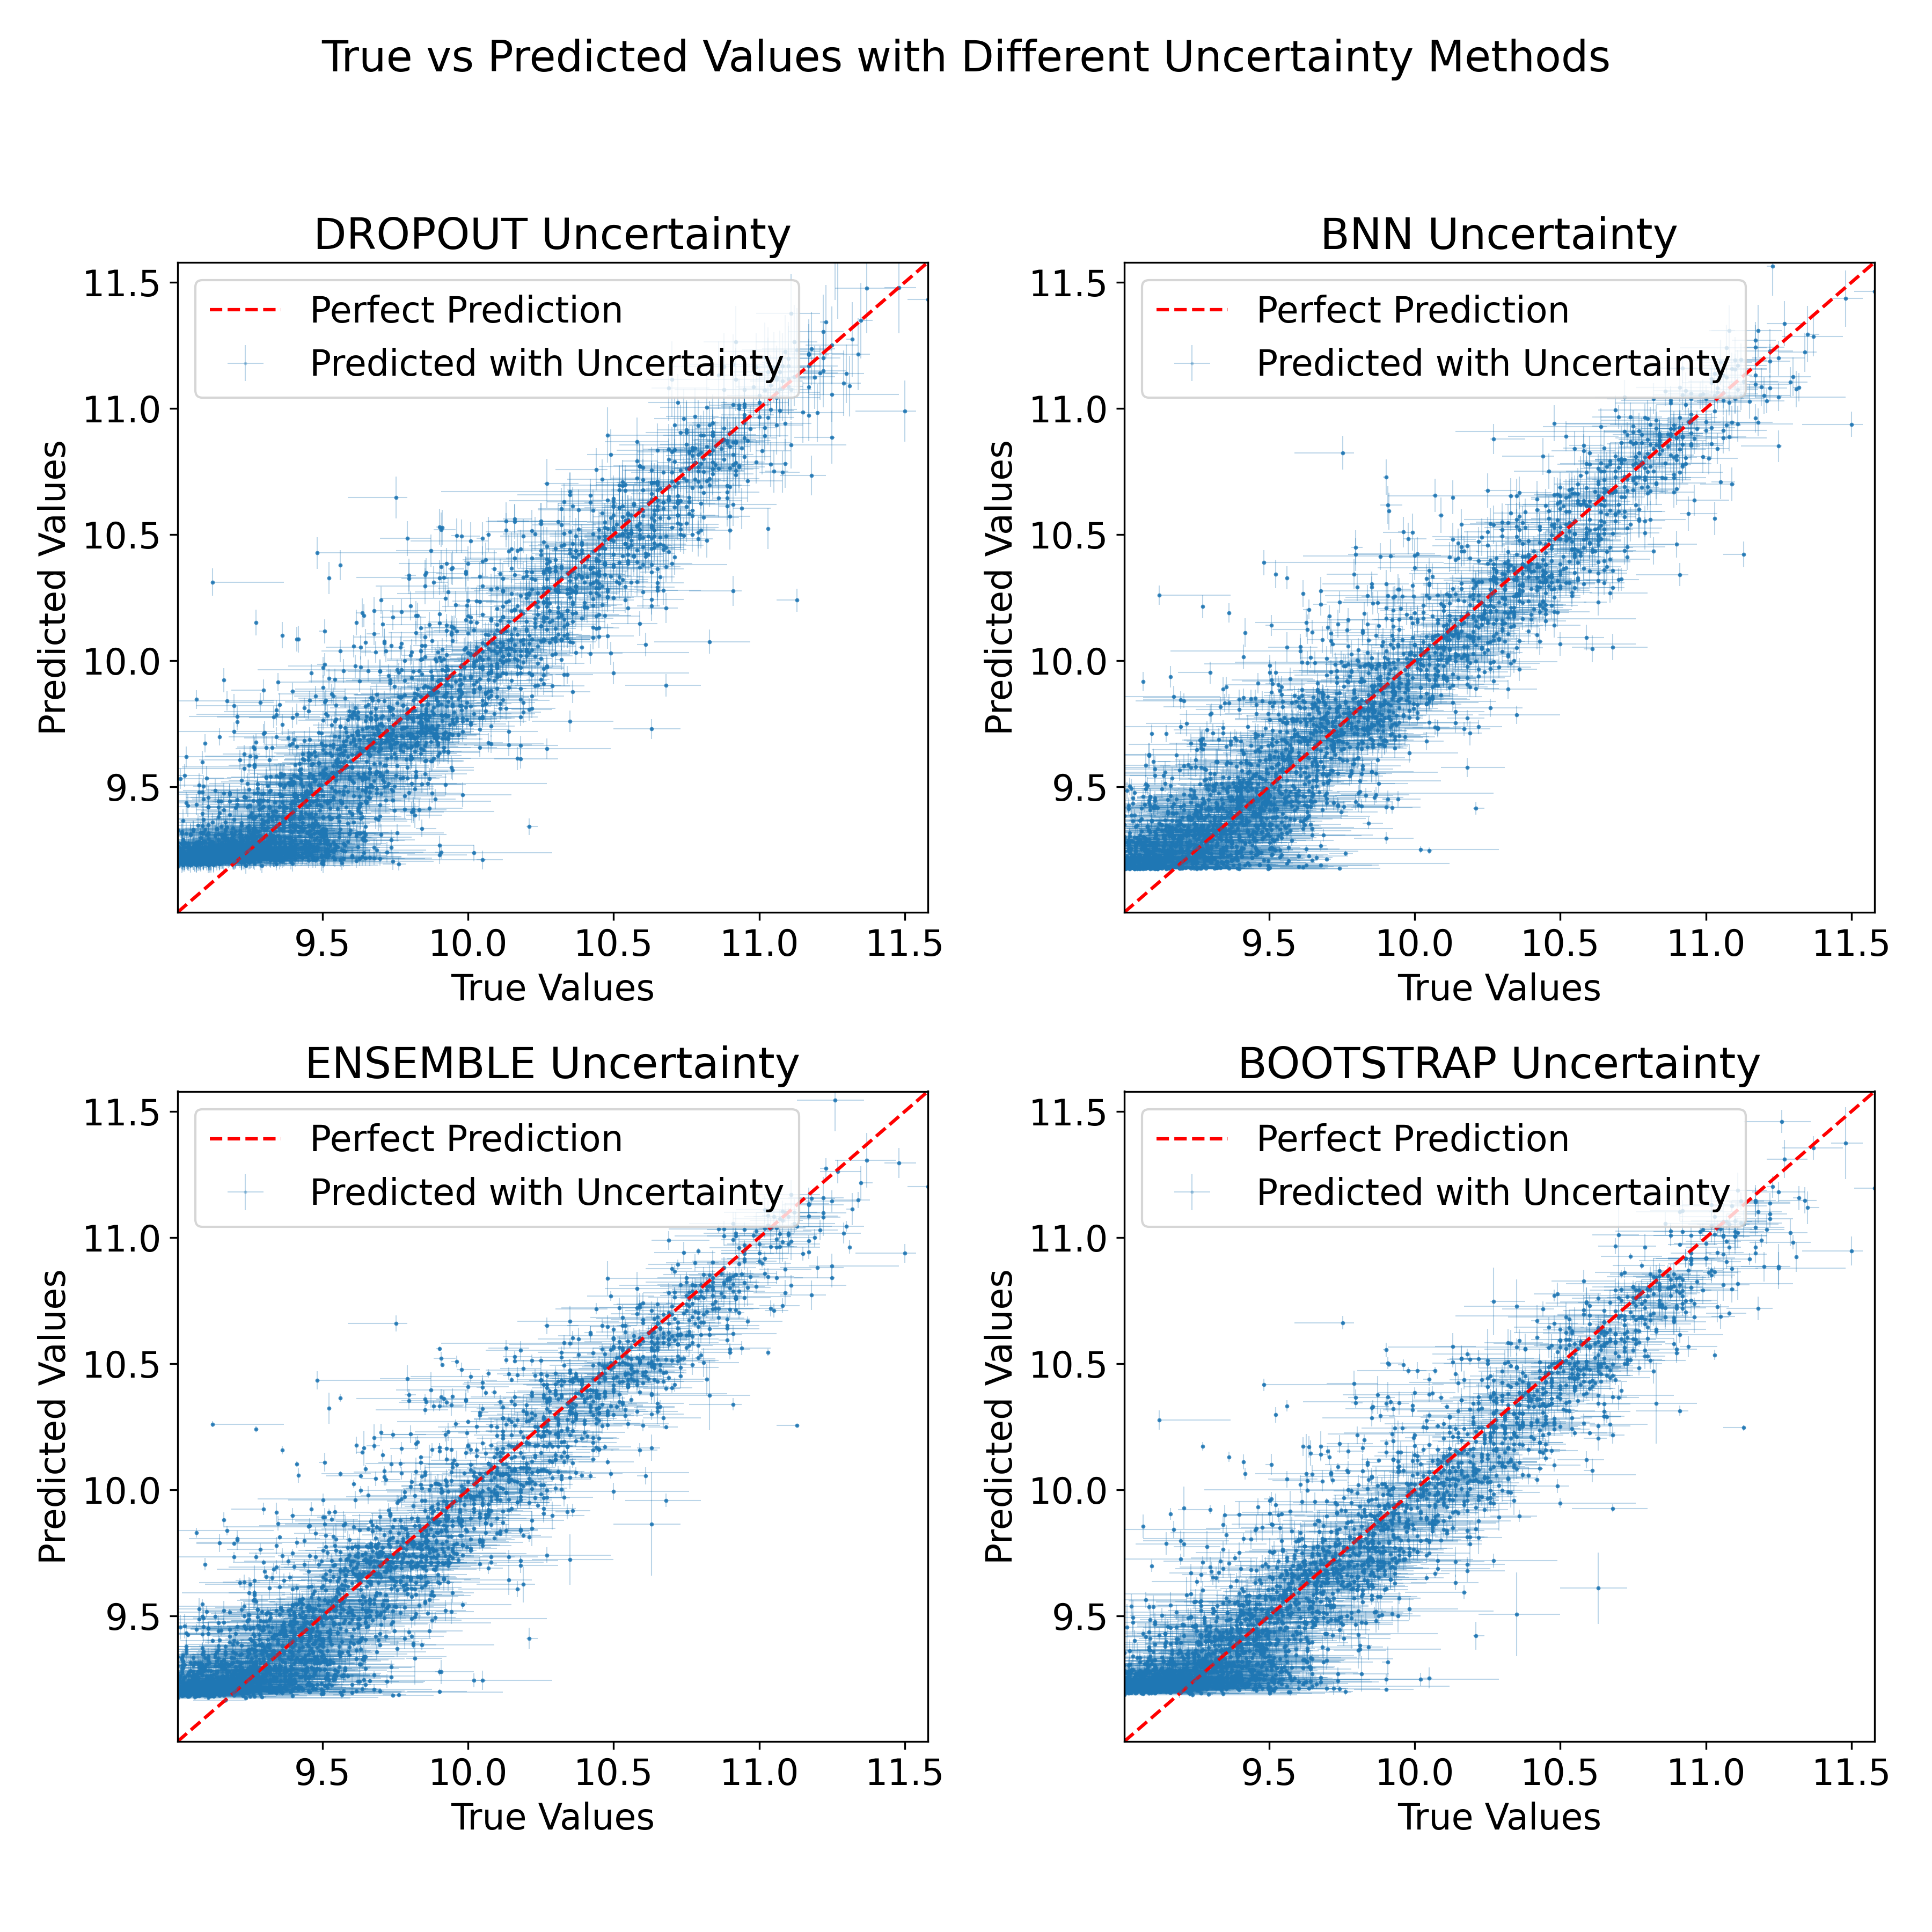 True vs Predicted Values with Different Uncertainty Methods
DROPOUT Uncertainty
Perfect Prediction
Predicted with Uncertainty
11.5
11.0
10.5
10.0
9.5
Predicted Values
9.5 10.0 10.5 11.0 11.5
True Values
BNN Uncertainty
Perfect Prediction
Predicted with Uncertainty
11.5
11.0
10.5
10.0
9.5
Predicted Values
9.5 10.0 10.5 11.0 11.5
True Values
ENSEMBLE Uncertainty
Perfect Prediction
Predicted with Uncertainty
11.5
11.0
10.5
10.0
9.5
Predicted Values
9.5 10.0 10.5 11.0 11.5
True Values
BOOTSTRAP Uncertainty
Perfect Prediction
Predicted with Uncertainty
11.5
11.0
10.5
10.0
9.5
Predicted Values
9.5 10.0 10.5 11.0 11.5
True Values